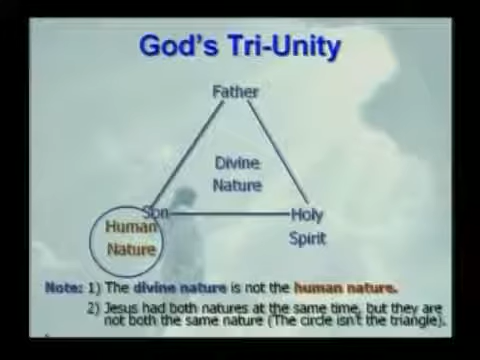 God's Tri-Unity
Father
Divine
Nature
Son
Holy
Spirit
Human
Nature
Note: 1) The divine nature is not the human nature.
2) Jesus had both natures at the same time, but they are
not both the same nature (The circle isn't the triangle).